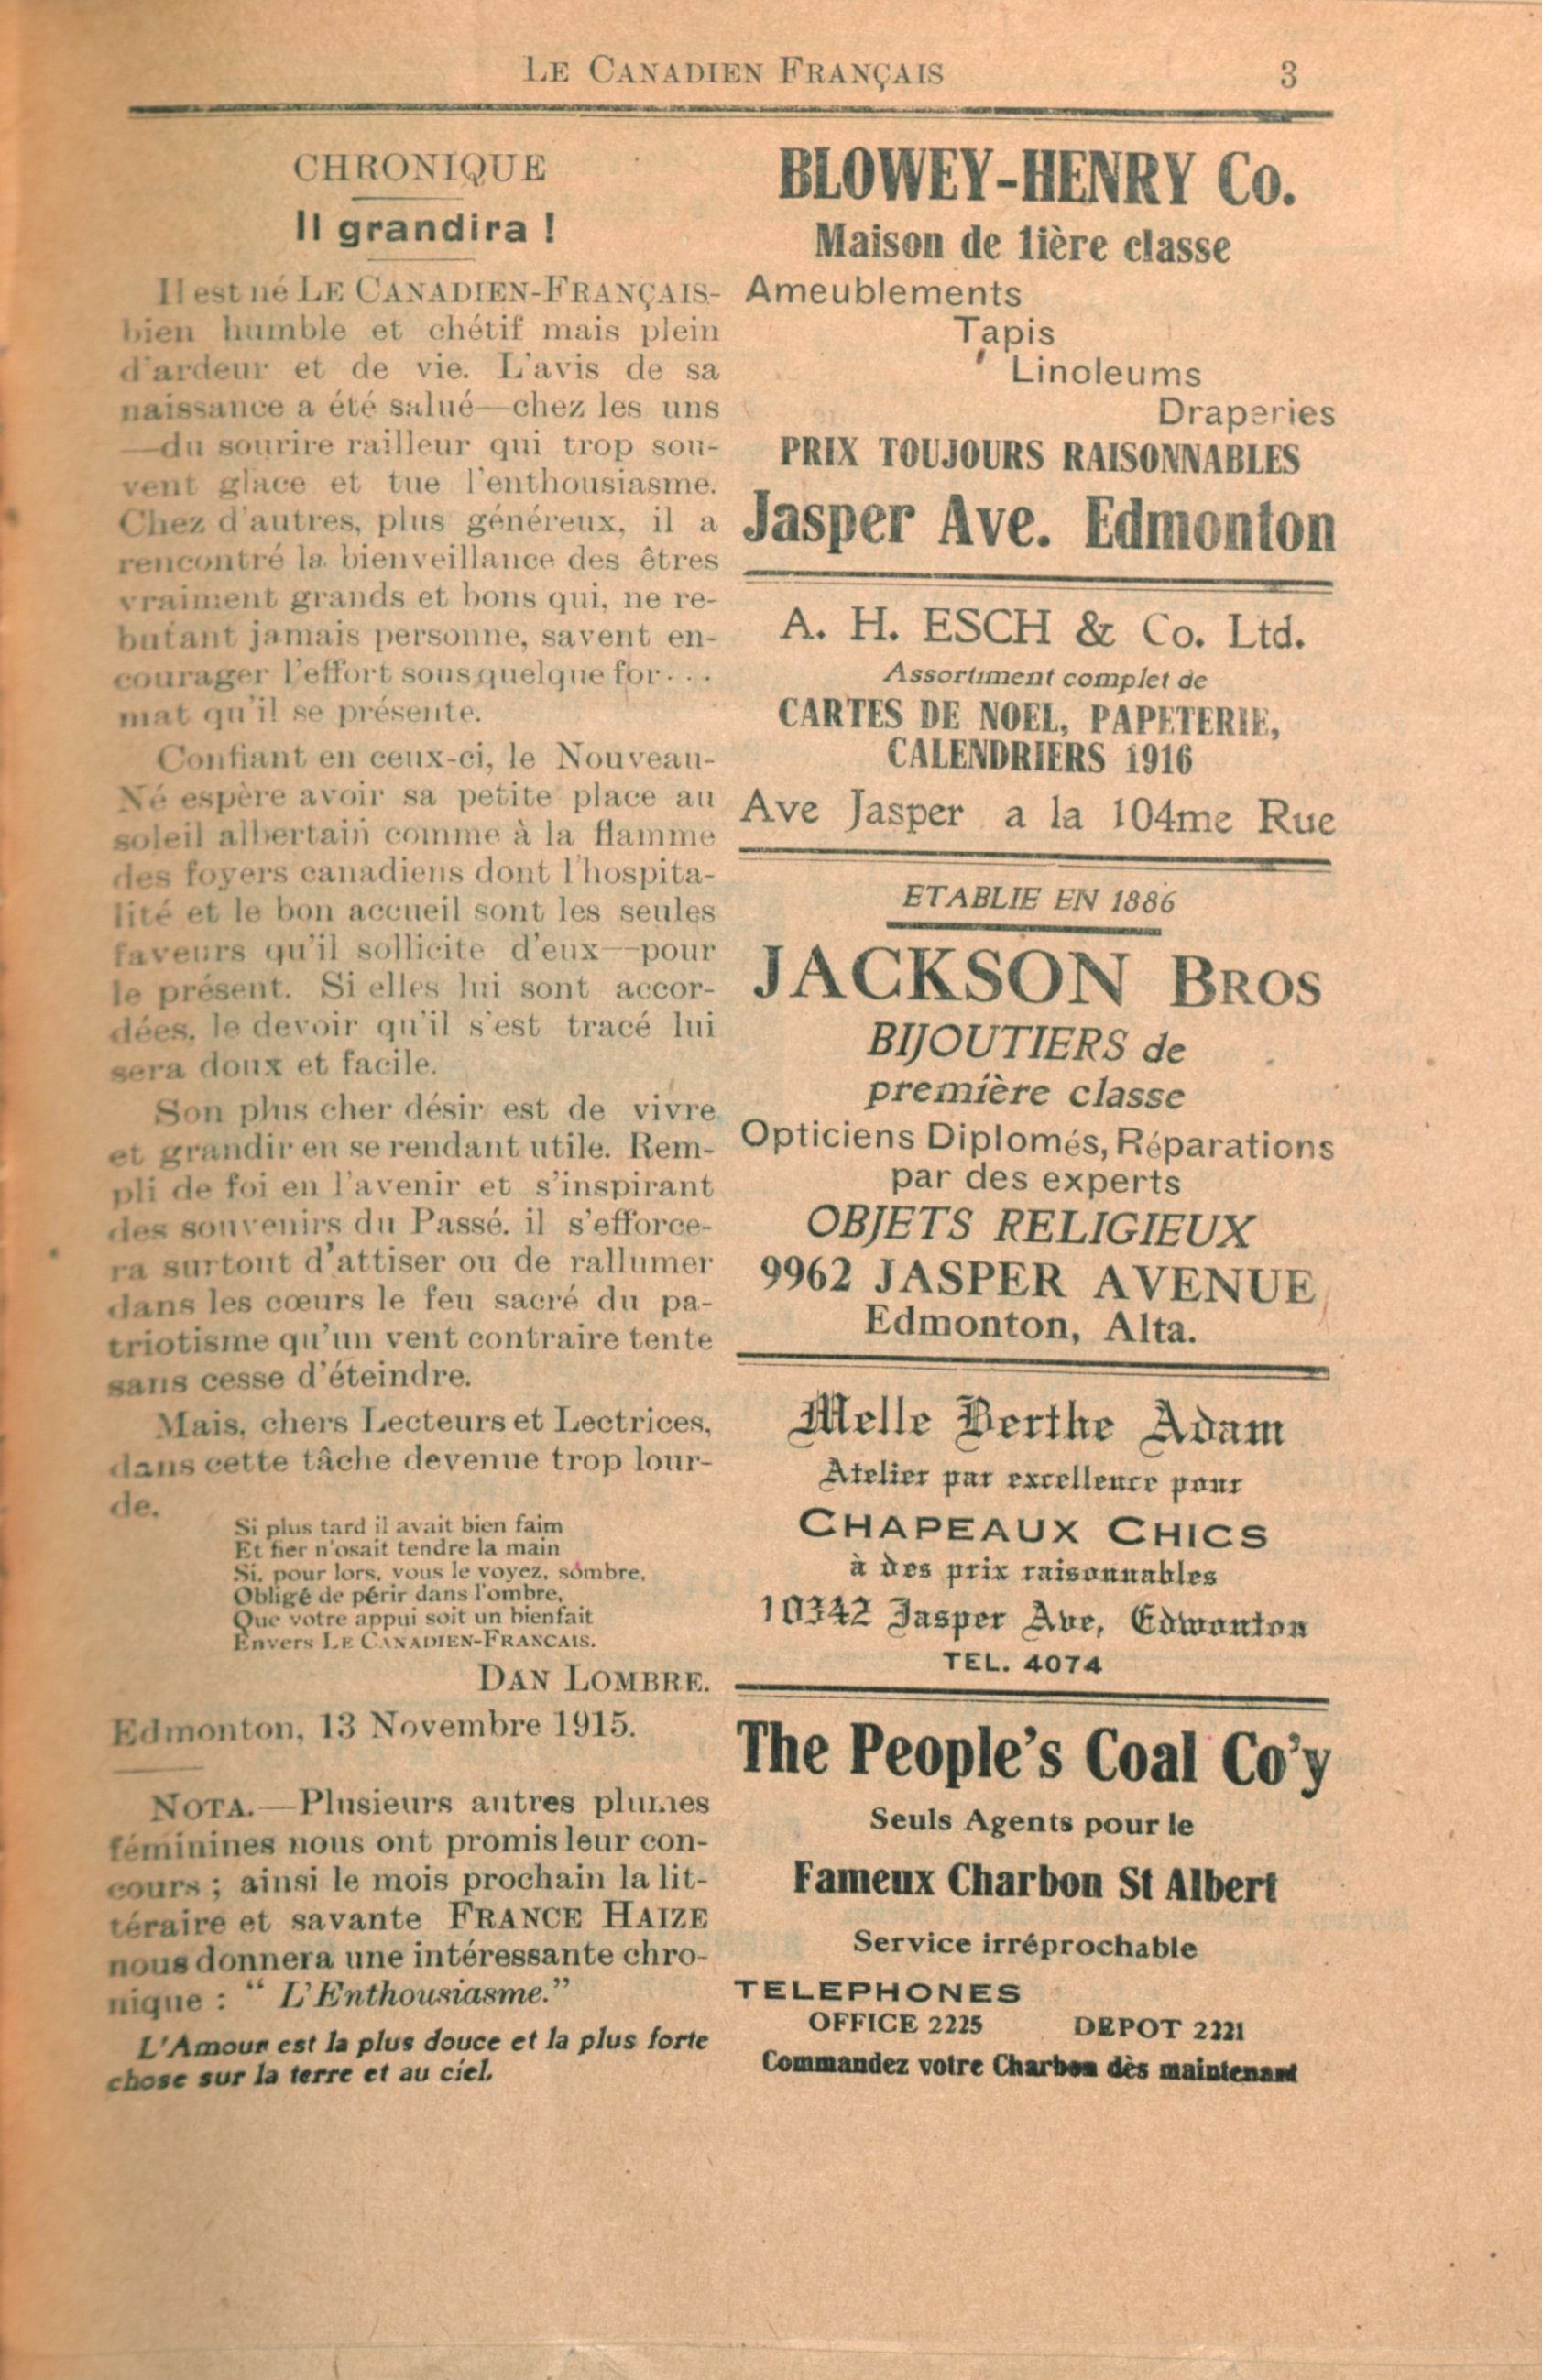 LE CANADIEN FRANÇAIS 3
CHRONIQUE
Il grandira !
Il est né LE CANADIEN-FRANÇAIS-
bien humble et chétif mais plein
d'ardeur et de vie. L'avis de sa
naissance a été salué—chez les uns
—du sourire railleur qui trop sou-
vent glace et tue l'enthousiasme.
Chez d'autres, plus généreux, il a
rencontré la bienveillance des êtres
vraiment grands et bons qui, ne re-
butant jamais personne, savent en-
courager l'effort sous quelque for...
mat qu'il se présente.
Confiant en ceux-ci, le Nouveau-
Né espère avoir sa petite place au
soleil albertain comme à la flamme
des foyers canadiens dont l'hospita-
lité et le bon accueil sont les seules
faveurs qu'il sollicite d'eux—pour
le présent. Si elles lui sont accor-
dées, le devoir qu'il s'est tracé lui
sera doux et facile.
Son plus cher désir est de vivre
et grandir en se rendant utile. Rem-
pli de foi en l'avenir et s'inspirant
des souvenirs du Passé. il s'efforce-
ra surtout d'attiser ou de rallumer
dans les cœurs le feu sacré du pa-
triotisme qu'un vent contraire tente
sans cesse d'éteindre.
Mais, chers Lecteurs et Lectrices,
dans cette tâche devenue trop lour-
de.
Si plus tard il avait bien faim
Et fier n'osait tendre la main
Si, pour lors, vous le voyez, sombre,
Obligé de périr dans l'ombre,
Que votre appui soit un bienfait
Envers LE CANADIEN-FRANCAIS.
DAN LOMBRE.
Edmonton, 13 Novembre 1915.
NOTA.—Plusieurs autres plumes
féminines nous ont promis leur con-
cours ; ainsi le mois prochain la lit-
téraire et savante FRANCE HAIZE
nous donnera une intéressante chro-
nique : " L'Enthousiasme."
L'Amour est la plus douce et la plus forte
chose sur la terre et au ciel.
BLOWEY-HENRY Co.
Maison de 1ière classe
Ameublements
Tapis
Linoleums
Draperies
PRIX TOUJOURS RAISONNABLES
Jasper Ave. Edmonton
A. H. ESCH & Co. Ltd.
Assortiment complet de
CARTES DE NOEL, PAPETERIE,
CALENDRIERS 1916
Ave Jasper a la 104me Rue
ETABLIE EN 1886
JACKSON BROS
BIJOUTIERS de
première classe
Opticiens Diplomés, Réparations
par des experts
OBJETS RELIGIEUX
9962 JASPER AVENUE
Edmonton, Alta.
Melle Berthe Adam
Atelier par excellence pour
CHAPEAUX CHICS
à des prix raisonnables
10342 Jasper Ave, Edmonton
TEL. 4074
The People's Coal Co'y
Seuls Agents pour le
Fameux Charbon St Albert
Service irréprochable
TELEPHONES
OFFICE 2225 DEPOT 2221
Commandez votre Charbon dès maintenant